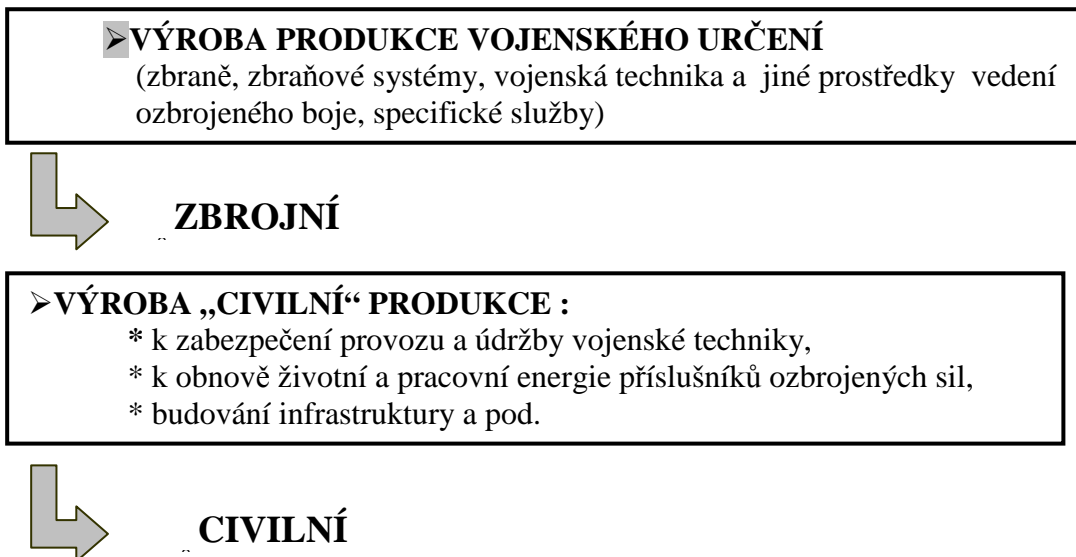 ➢VÝROBA PRODUKCE VOJENSKÉHO URČENÍ
(zbraně, zbraňové systémy, vojenská technika a jiné prostředky vedení
ozbrojeného boje, specifické služby)
ZBROJNÍ
➢VÝROBA „CIVILNÍ“ PRODUKCE :
* k zabezpečení provozu a údržby vojenské techniky,
* k obnově životní a pracovní energie příslušníků ozbrojených sil,
* budování infrastruktury a pod.
CIVILNÍ